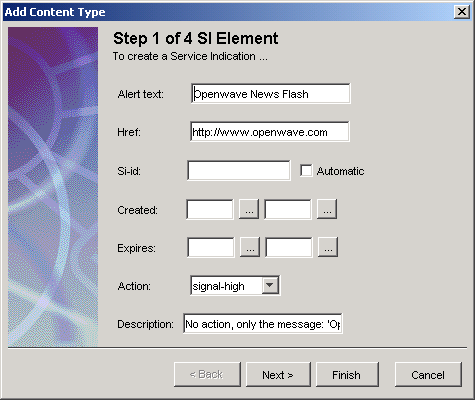 Add Content Type
Step 1 of 4 SI Element
To create a Service Indication ...
Alert text: Openwave News Flash
Href: http://www.openwave.com
Si-id: Automatic
Created: ... ...
Expires: ... ...
Action: signal-high
Description: No action, only the message: 'Op
< Back Next > Finish Cancel